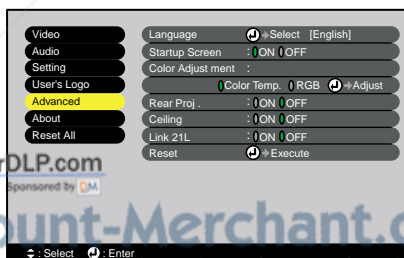 Video
Audio
Setting
User's Logo
Advanced
About
Reset All
Language Select [English]
Startup Screen : ON OFF
Color Adjust ment :
Color Temp. RGB Adjust
Rear Proj . : ON OFF
Ceiling : ON OFF
Link 21L : ON OFF
Reset Execute
rDLP.com
Sponsored by DM
ount-Merchant.c
: Select : Enter